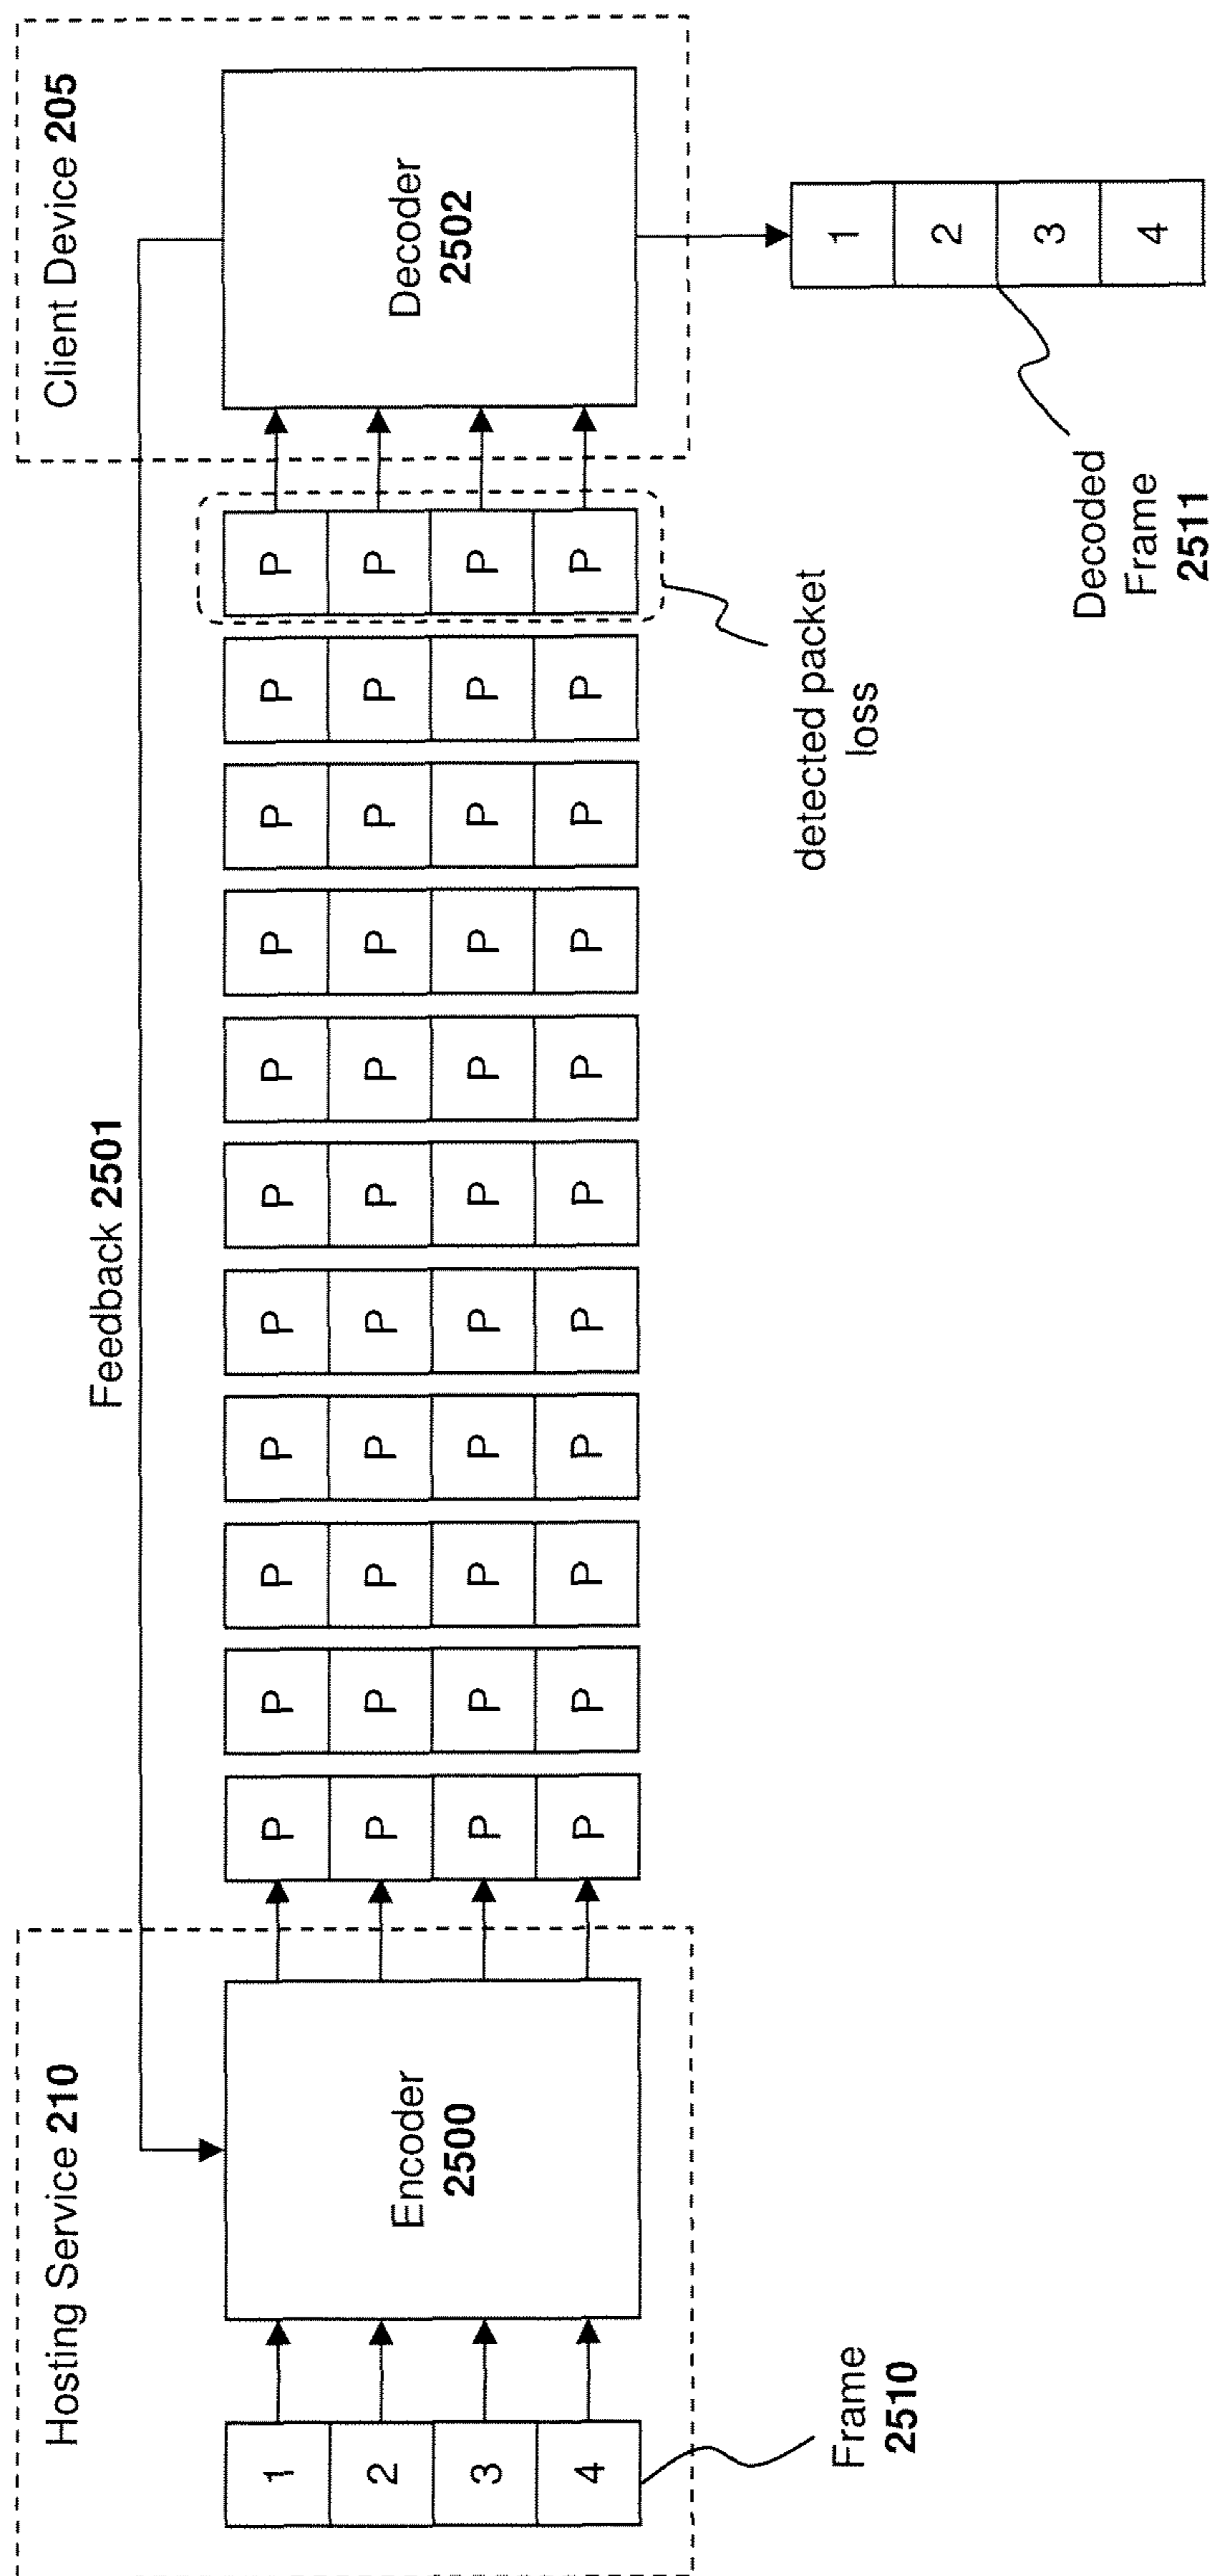 Hosting Service 210
Feedback 2501
Client Device 205
1
2
3
4
Encoder
2500
P P P P P P P P P P P
P P P P P P P P P P P
P P P P P P P P P P P
P P P P P P P P P P P
Decoder
2502
Frame
2510
detected packet
loss
1
2
3
4
Decoded
Frame
2511